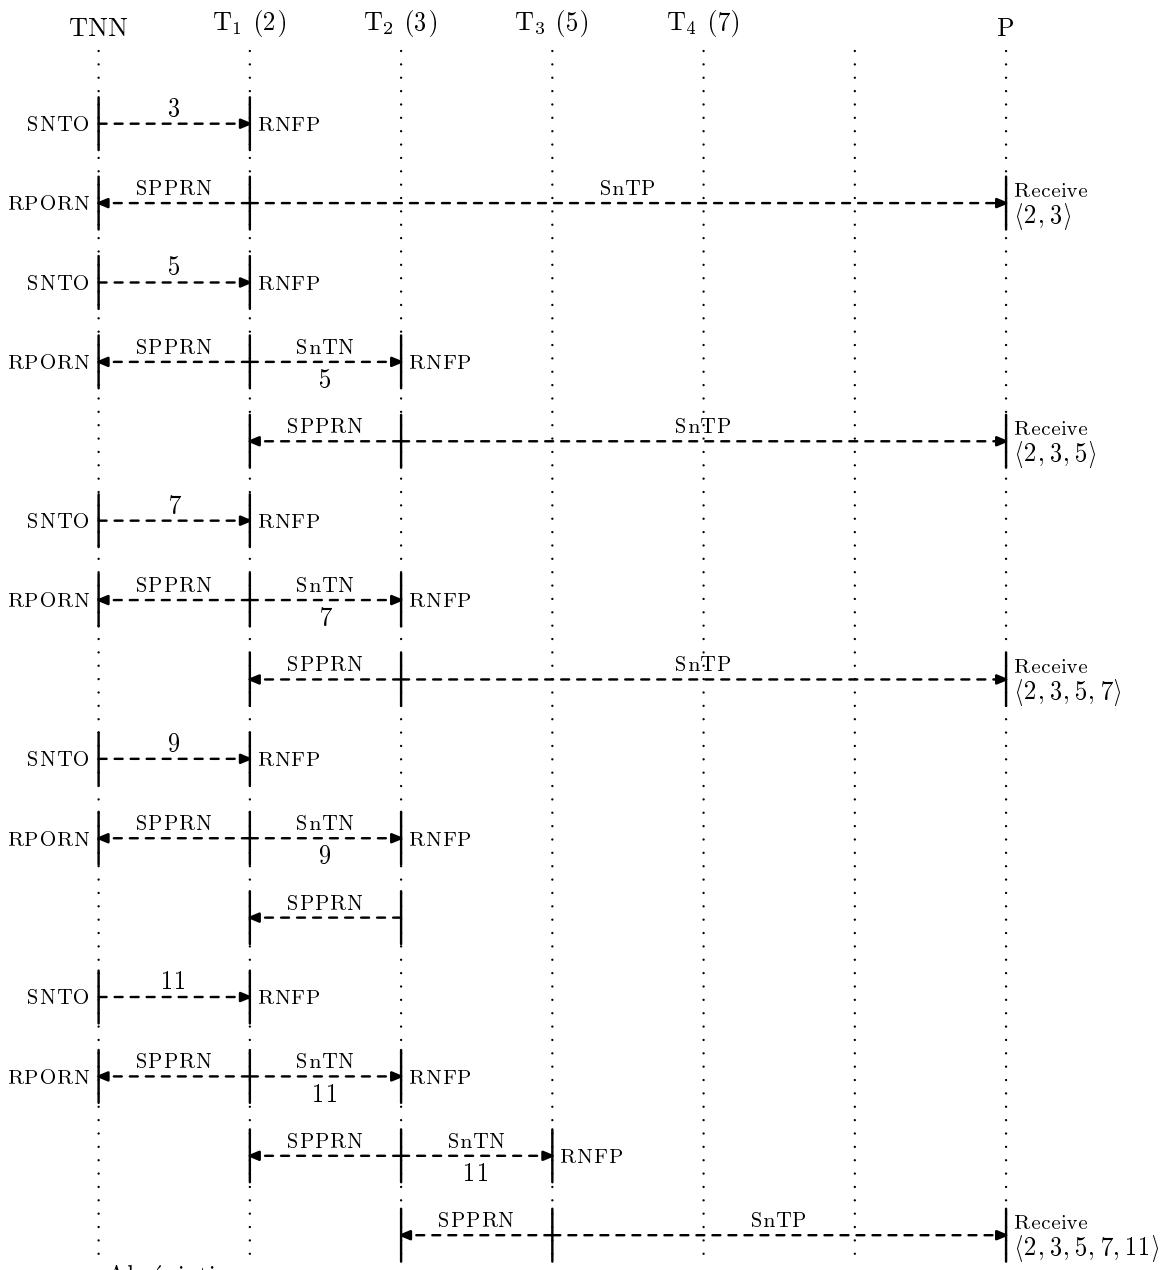 TNN T₁ (2) T₂ (3) T₃ (5) T₄ (7) P
SNTO 3 RNFP
RPORN SPPRN SnTP Receive
⟨2, 3⟩
SNTO 5 RNFP
RPORN SPPRN SnTN RNFP
5
SPPRN SnTP Receive
⟨2, 3, 5⟩
SNTO 7 RNFP
RPORN SPPRN SnTN RNFP
7
SPPRN SnTP Receive
⟨2, 3, 5, 7⟩
SNTO 9 RNFP
RPORN SPPRN SnTN RNFP
9
SPPRN
SNTO 11 RNFP
RPORN SPPRN SnTN RNFP
11
SPPRN SnTN RNFP
11
SPPRN SnTP Receive
⟨2, 3, 5, 7, 11⟩